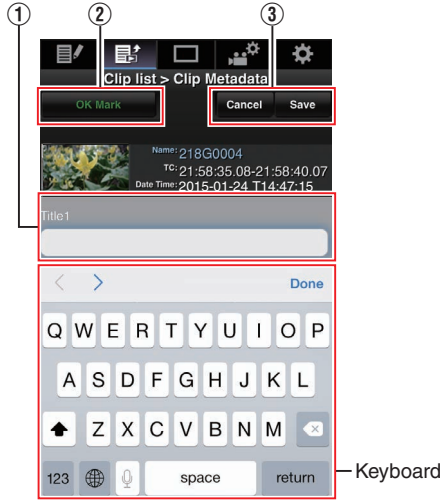 ① ② ③
Clip list > Clip Metadata
OK Mark Cancel Save
Name: 218G0004
TC: 21:58:35.08-21:58:40.07
Date Time: 2015-01-24 T14:47:15
Title1
Done
Q W E R T Y U I O P
A S D F G H J K L
Z X C V B N M
123 space return
Keyboard